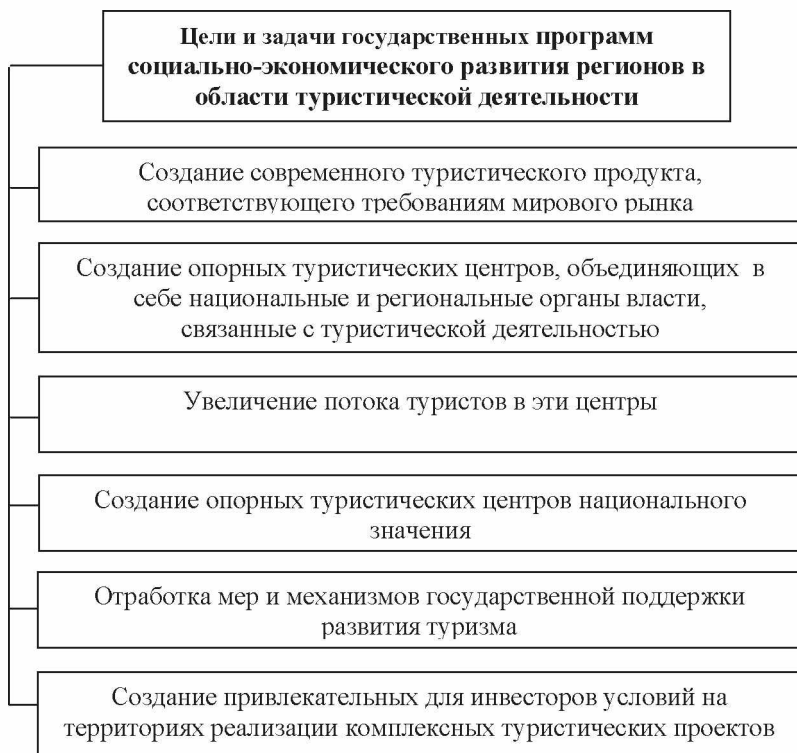 Цели и задачи государственных программ
социально-экономического развития регионов в
области туристической деятельности
Создание современного туристического продукта,
соответствующего требованиям мирового рынка
Создание опорных туристических центров, объединяющих в
себе национальные и региональные органы власти,
связанные с туристической деятельностью
Увеличение потока туристов в эти центры
Создание опорных туристических центров национального
значения
Отработка мер и механизмов государственной поддержки
развития туризма
Создание привлекательных для инвесторов условий на
территориях реализации комплексных туристических проектов